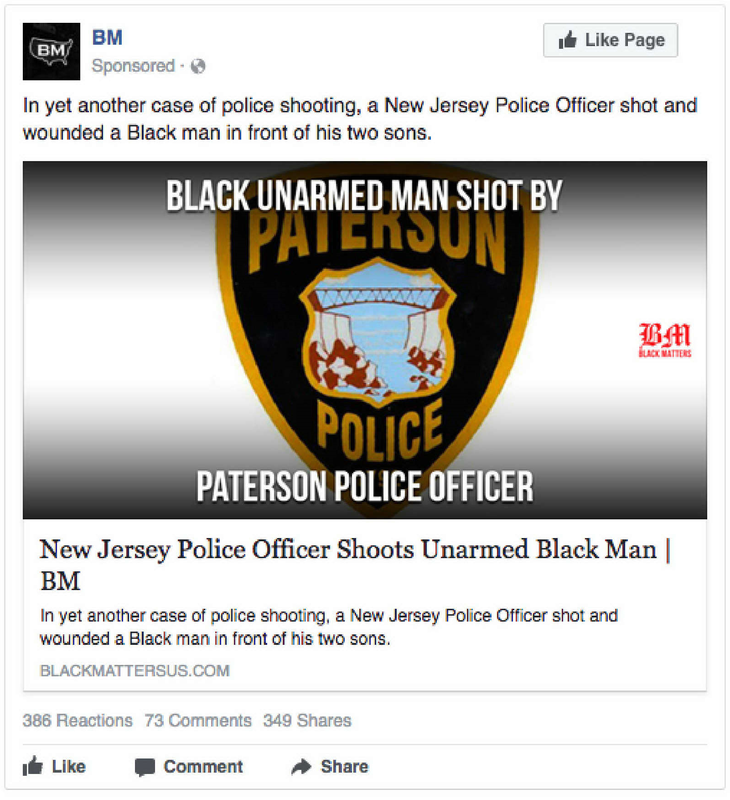 BM
BM
Like Page
Sponsored ·
In yet another case of police shooting, a New Jersey Police Officer shot and
wounded a Black man in front of his two sons.
BLACK UNARMED MAN SHOT BY
PATERSON
BM
BLACK MATTERS
POLICE
PATERSON POLICE OFFICER
New Jersey Police Officer Shoots Unarmed Black Man |
BM
In yet another case of police shooting, a New Jersey Police Officer shot and
wounded a Black man in front of his two sons.
BLACKMATTERSUS.COM
386 Reactions 73 Comments 349 Shares
Like Comment Share